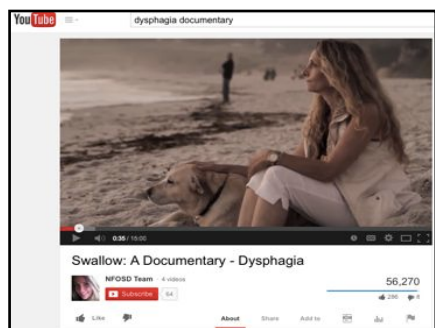 YouTube dysphagia documentary
0:35 / 15:00
Swallow: A Documentary - Dysphagia
NFOSD Team · 4 videos
Subscribe 64
56,270
286 6
Like
About Share Add to